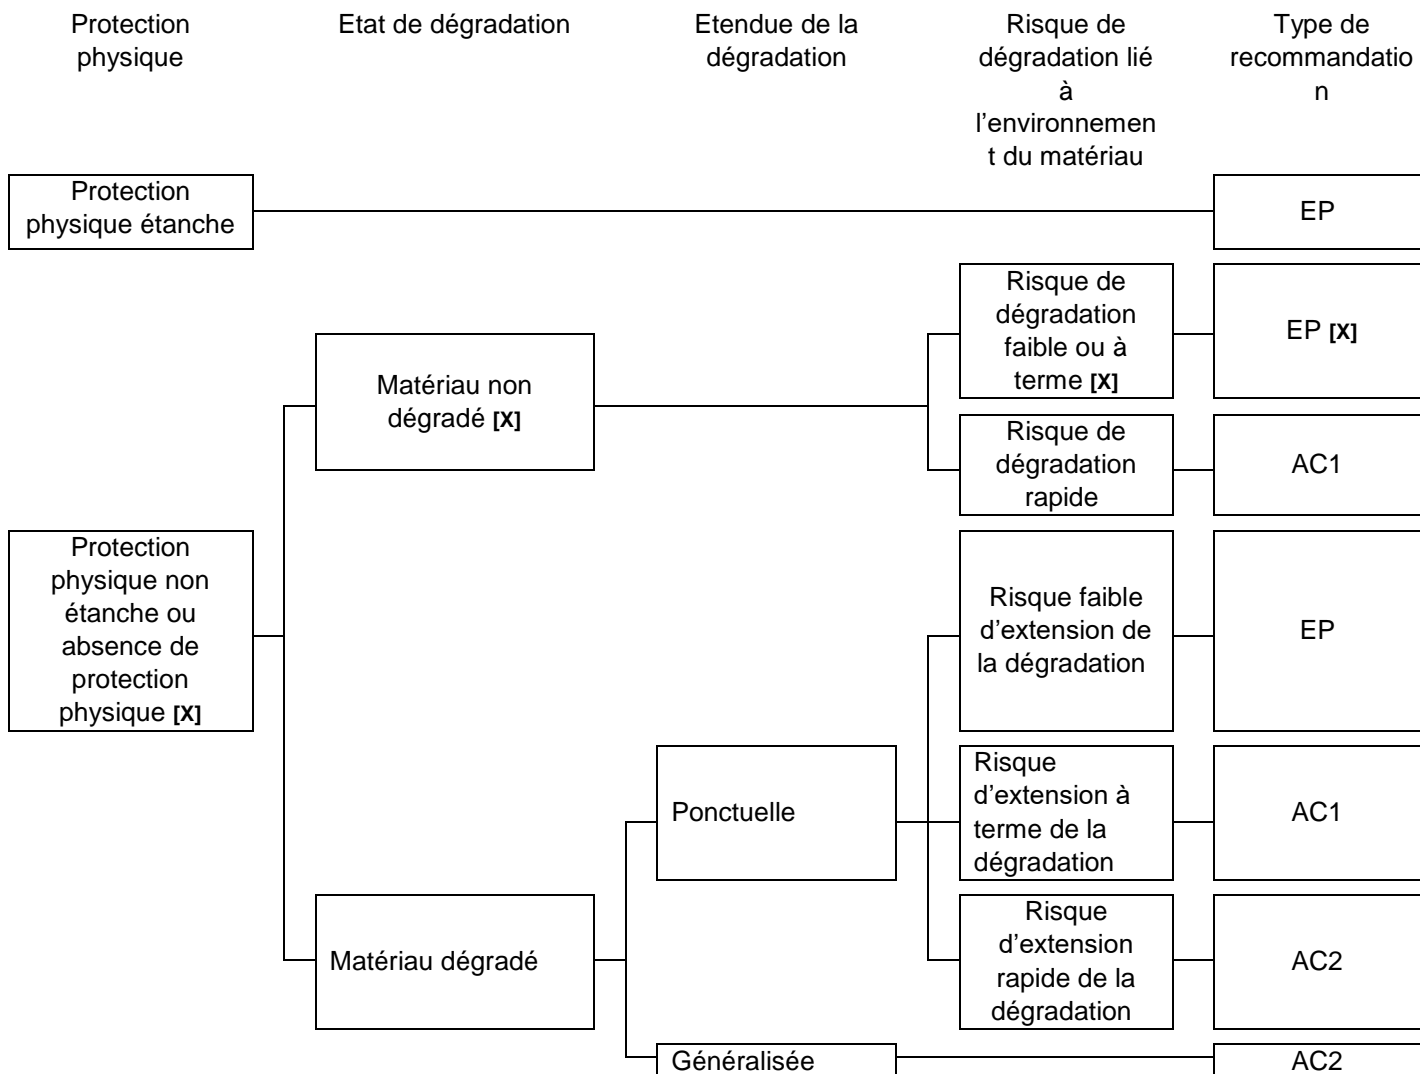 Protection
physique
Etat de dégradation
Etendue de la
dégradation
Risque de
dégradation lié
à
l’environnemen
t du matériau
Type de
recommandatio
n
Protection
physique étanche
EP
Risque de
dégradation
faible ou à
terme [X]
EP [X]
Matériau non
dégradé [X]
Risque de
dégradation
rapide
AC1
Protection
physique non
étanche ou
absence de
protection
physique [X]
Risque faible
d’extension de
la dégradation
EP
Ponctuelle
Risque
d’extension à
terme de la
dégradation
AC1
Matériau dégradé
Risque
d’extension
rapide de la
dégradation
AC2
Généralisée
AC2